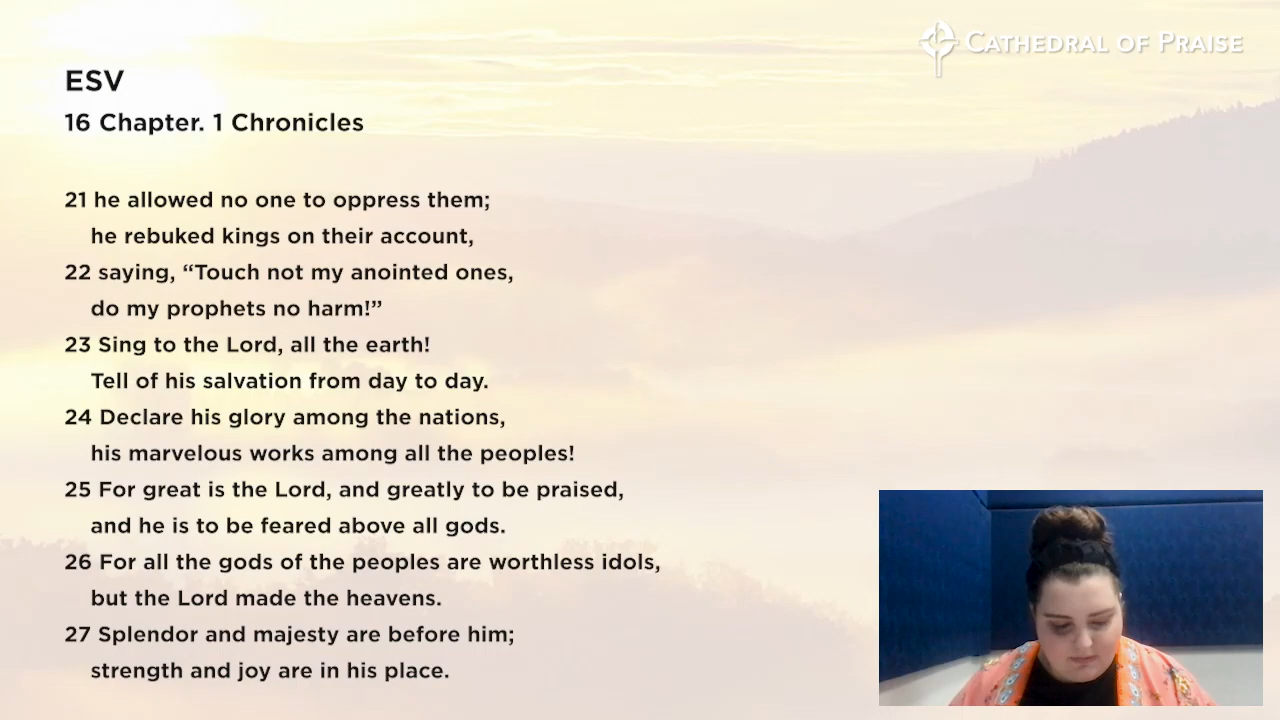 CATHEDRAL OF PRAISE
ESV
16 Chapter. 1 Chronicles
21 he allowed no one to oppress them;
he rebuked kings on their account,
22 saying, “Touch not my anointed ones,
do my prophets no harm!”
23 Sing to the Lord, all the earth!
Tell of his salvation from day to day.
24 Declare his glory among the nations,
his marvelous works among all the peoples!
25 For great is the Lord, and greatly to be praised,
and he is to be feared above all gods.
26 For all the gods of the peoples are worthless idols,
but the Lord made the heavens.
27 Splendor and majesty are before him;
strength and joy are in his place.